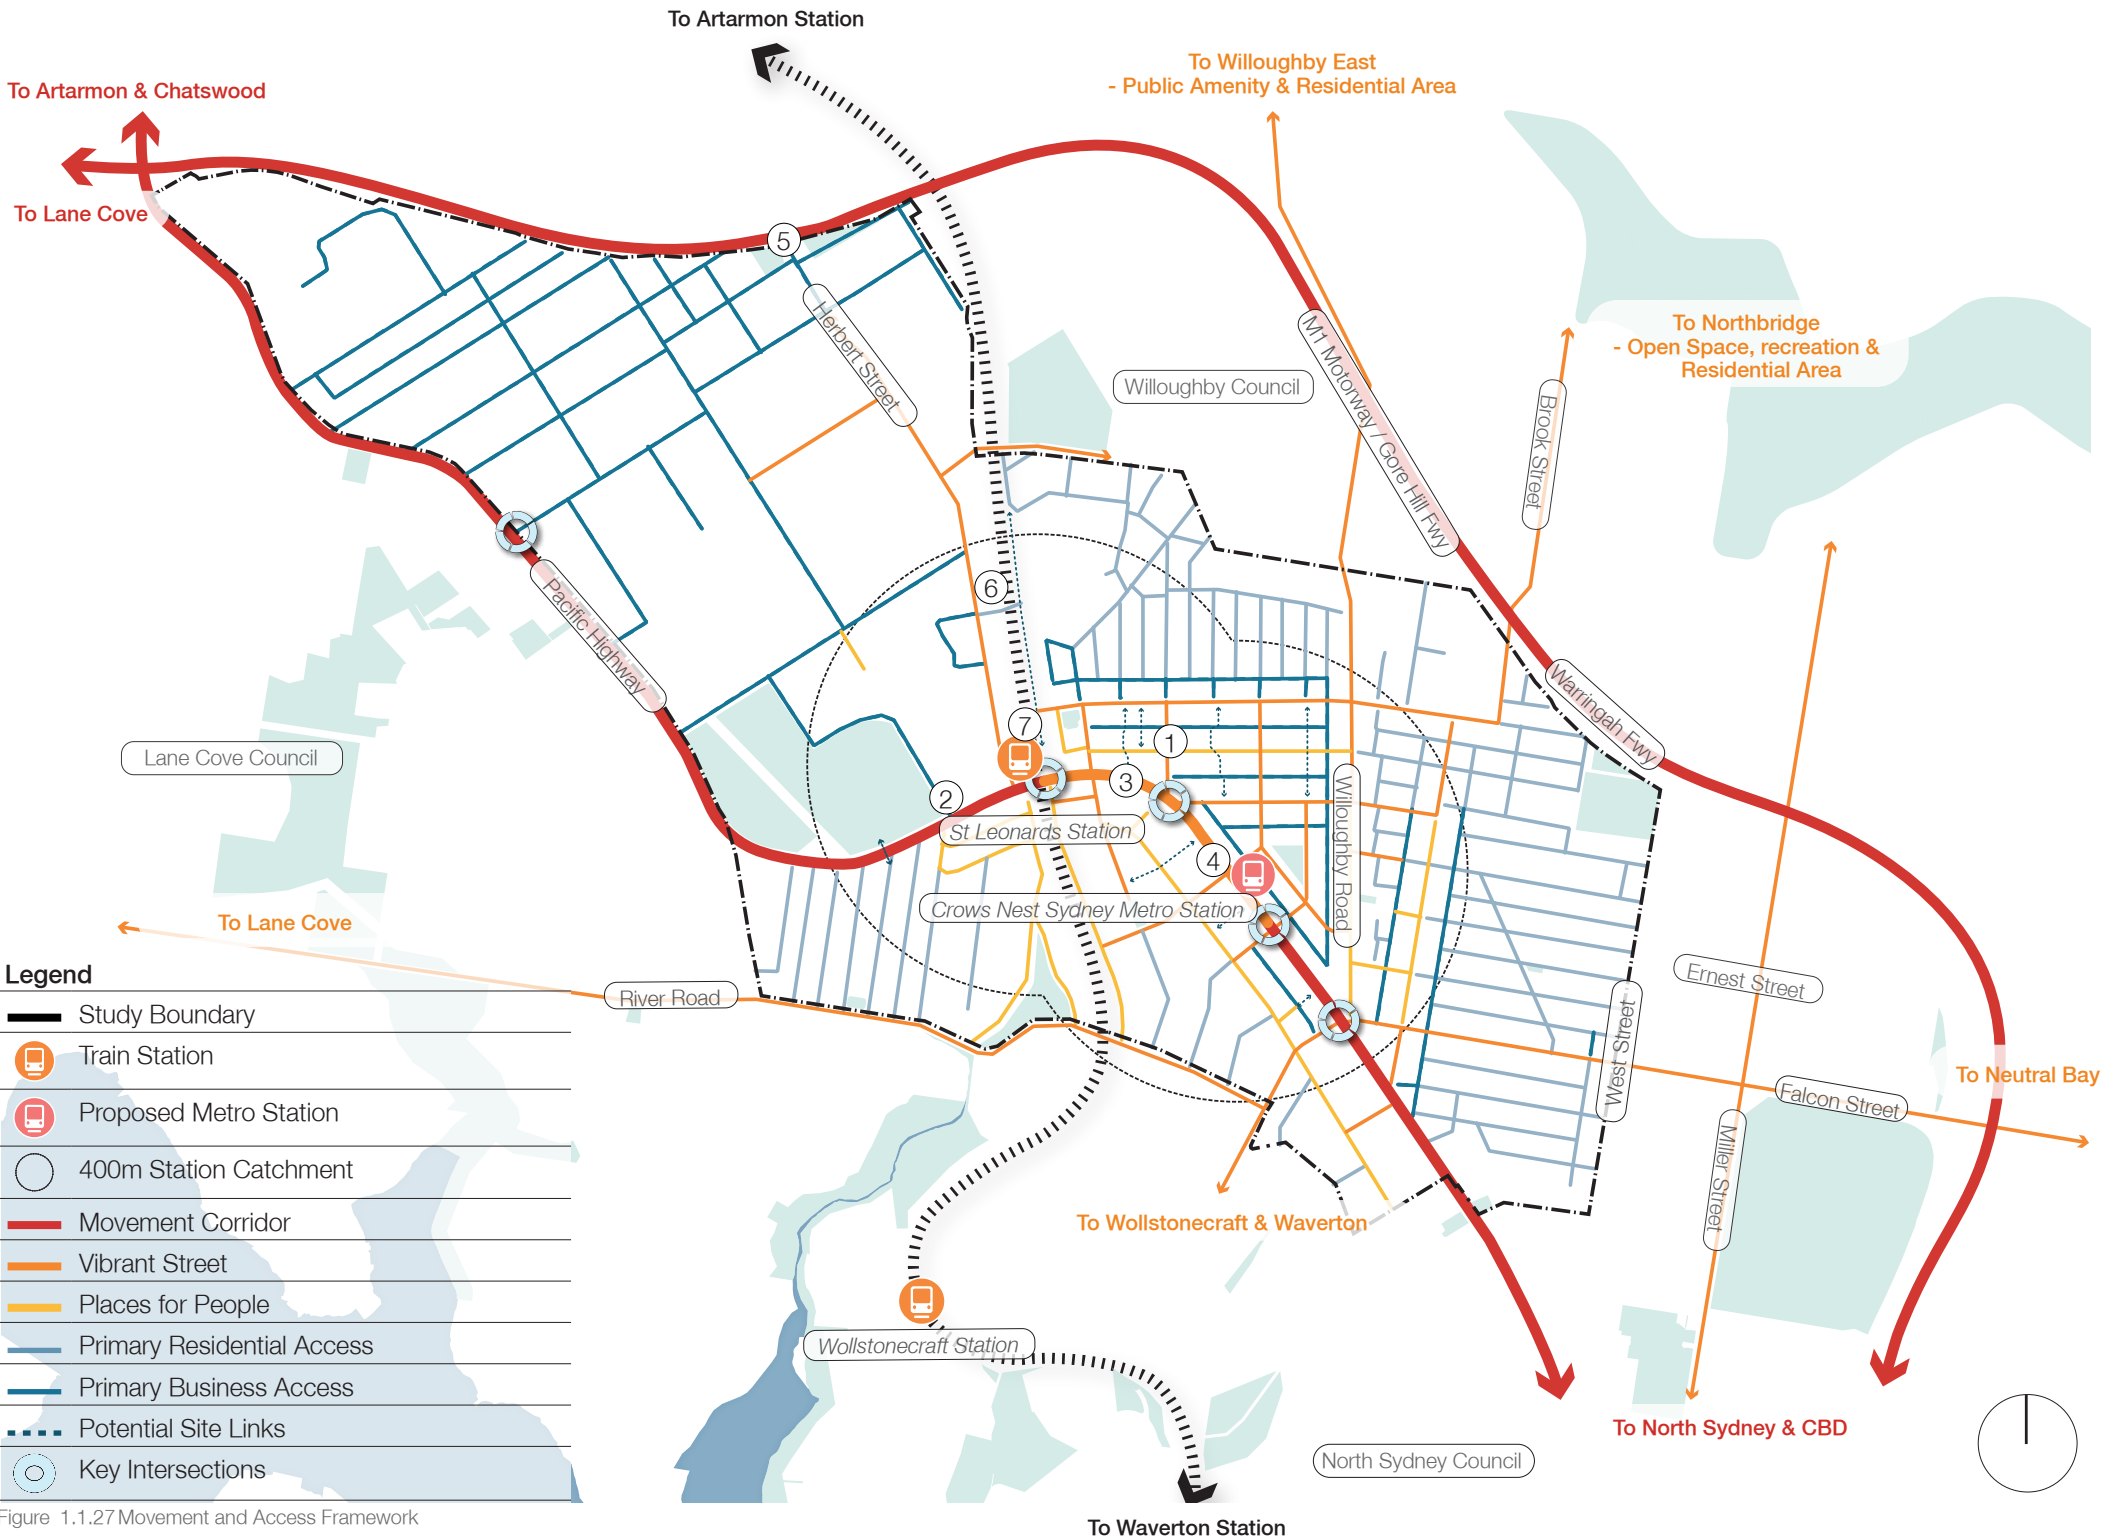 To Artarmon Station
To Willoughby East
- Public Amenity & Residential Area
To Artarmon & Chatswood
To Lane Cove
5
Herbert Street
M1 Motorway / Gore Hill Fwy
Willoughby Council
To Northbridge
- Open Space, recreation &
Residential Area
Brook Street
6
Pacific Highway
Lane Cove Council
7
1
2
3
4
St Leonards Station
Crows Nest Sydney Metro Station
Willoughby Road
Warringah Fwy
To Lane Cove
River Road
Ernest Street
West Street
Falcon Street
Miller Street
To Neutral Bay
To Wollstonecraft & Waverton
Wollstonecraft Station
To North Sydney & CBD
North Sydney Council
To Waverton Station
Legend
Study Boundary
Train Station
Proposed Metro Station
400m Station Catchment
Movement Corridor
Vibrant Street
Places for People
Primary Residential Access
Primary Business Access
Potential Site Links
Key Intersections
Figure 1.1.27 Movement and Access Framework